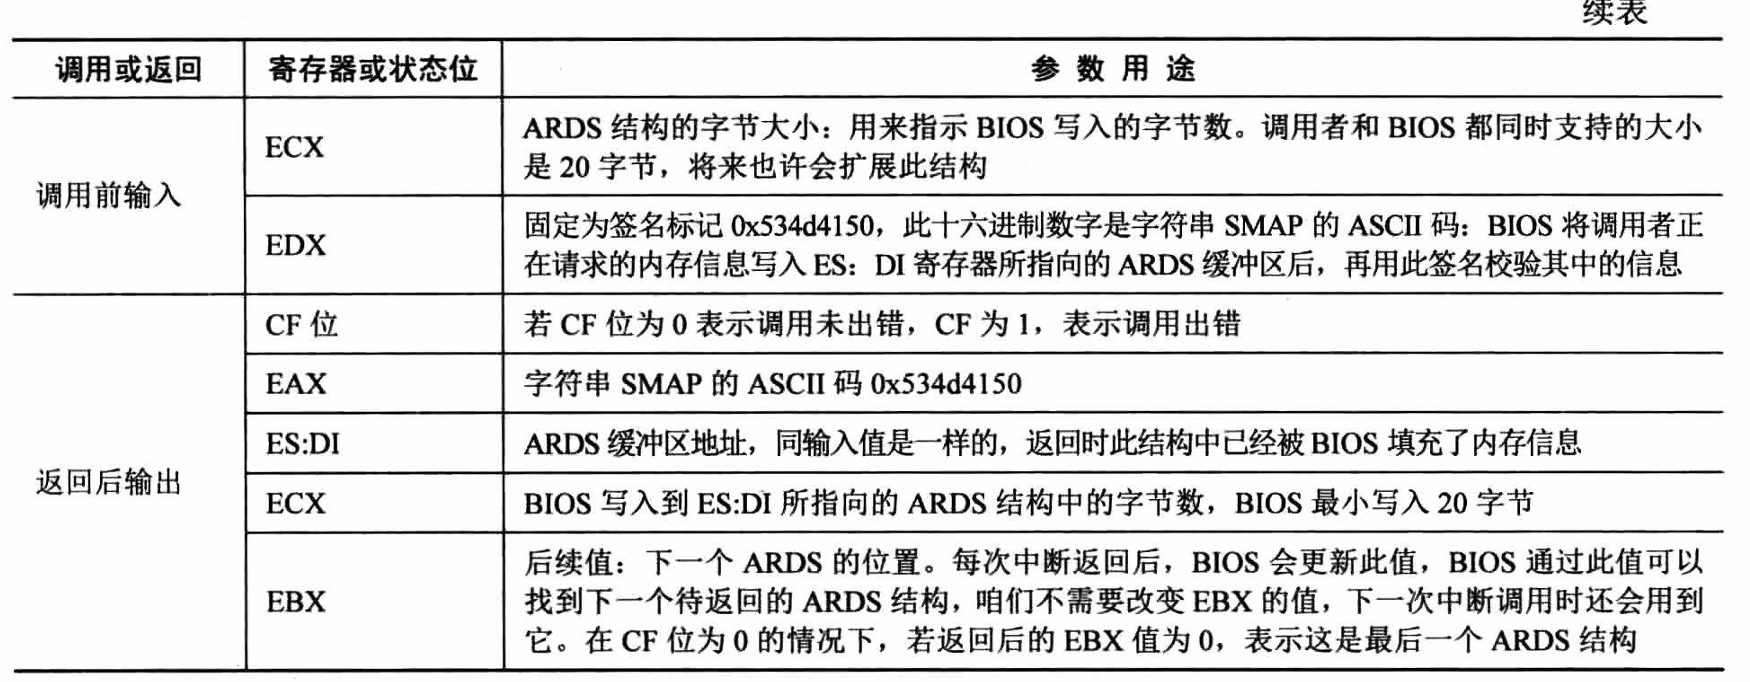 续表
调用或返回 寄存器或状态位 参 数 用 途
调用前输入
ECX
ARDS 结构的字节大小：用来指示 BIOS 写入的字节数。调用者和 BIOS 都同时支持的大小
是 20 字节，将来也许会扩展此结构
EDX
固定为签名标记 0x534d4150，此十六进制数字是字符串 SMAP 的 ASCII 码：BIOS 将调用者正
在请求的内存信息写入 ES：DI 寄存器所指向的 ARDS 缓冲区后，再用此签名校验其中的信息
返回后输出
CF 位
若 CF 位为 0 表示调用未出错，CF 为 1，表示调用出错
EAX
字符串 SMAP 的 ASCII 码 0x534d4150
ES:DI
ARDS 缓冲区地址，同输入值是一样的，返回时此结构中已经被 BIOS 填充了内存信息
ECX
BIOS 写入到 ES:DI 所指向的 ARDS 结构中的字节数，BIOS 最小写入 20 字节
EBX
后续值：下一个 ARDS 的位置。每次中断返回后，BIOS 会更新此值，BIOS 通过此值可以
找到下一个待返回的 ARDS 结构，咱们不需要改变 EBX 的值，下一次中断调用时还会用到
它。在 CF 位为 0 的情况下，若返回后的 EBX 值为 0，表示这是最后一个 ARDS 结构